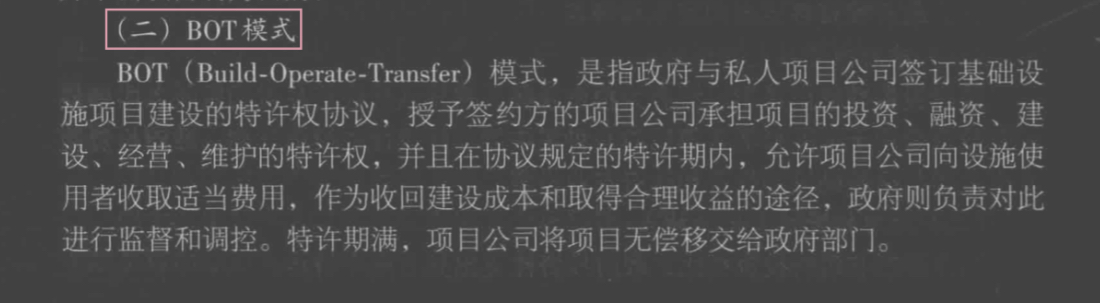 （二）BOT模式
BOT（Build-Operate-Transfer）模式，是指政府与私人项目公司签订基础设
施项目建设的特许权协议，授予签约方的项目公司承担项目的投资、融资、建
设、经营、维护的特许权，并且在协议规定的特许期内，允许项目公司向设施使
用者收取适当费用，作为收回建设成本和取得合理收益的途径，政府则负责对此
进行监督和调控。特许期满，项目公司将项目无偿移交给政府部门。